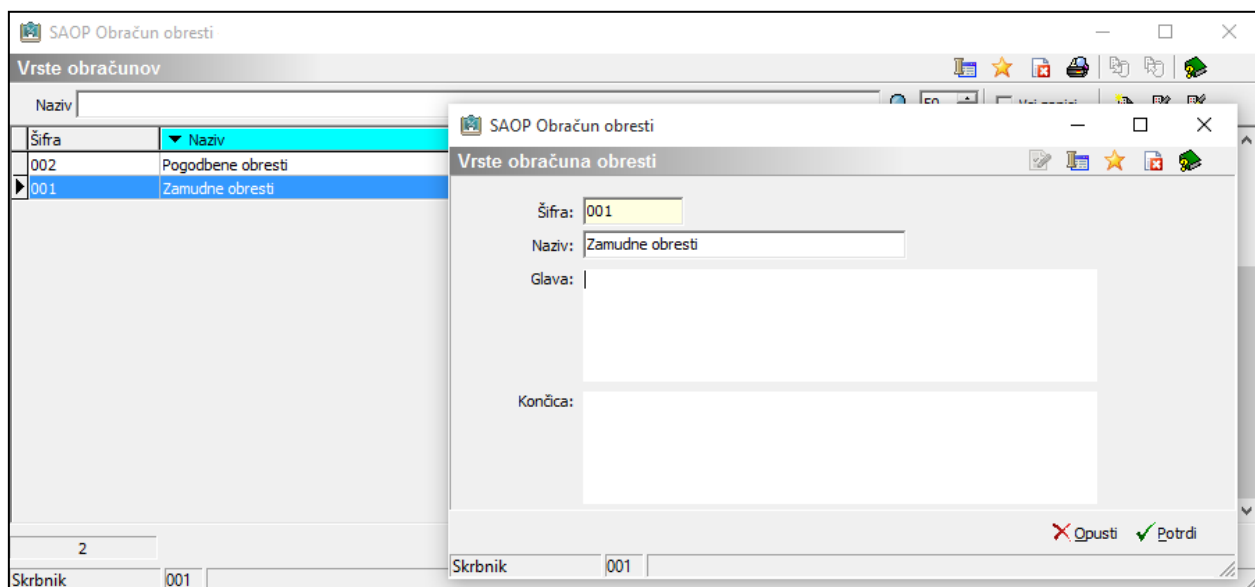 SAOP Obračun obresti
Vrste obračunov
Naziv
Šifra Naziv
002 Pogodbene obresti
001 Zamudne obresti
2
Skrbnik 001
SAOP Obračun obresti
Vrste obračuna obresti
Šifra: 001
Naziv: Zamudne obresti
Glava:
Končica:
Opusti Potrdi
Skrbnik 001